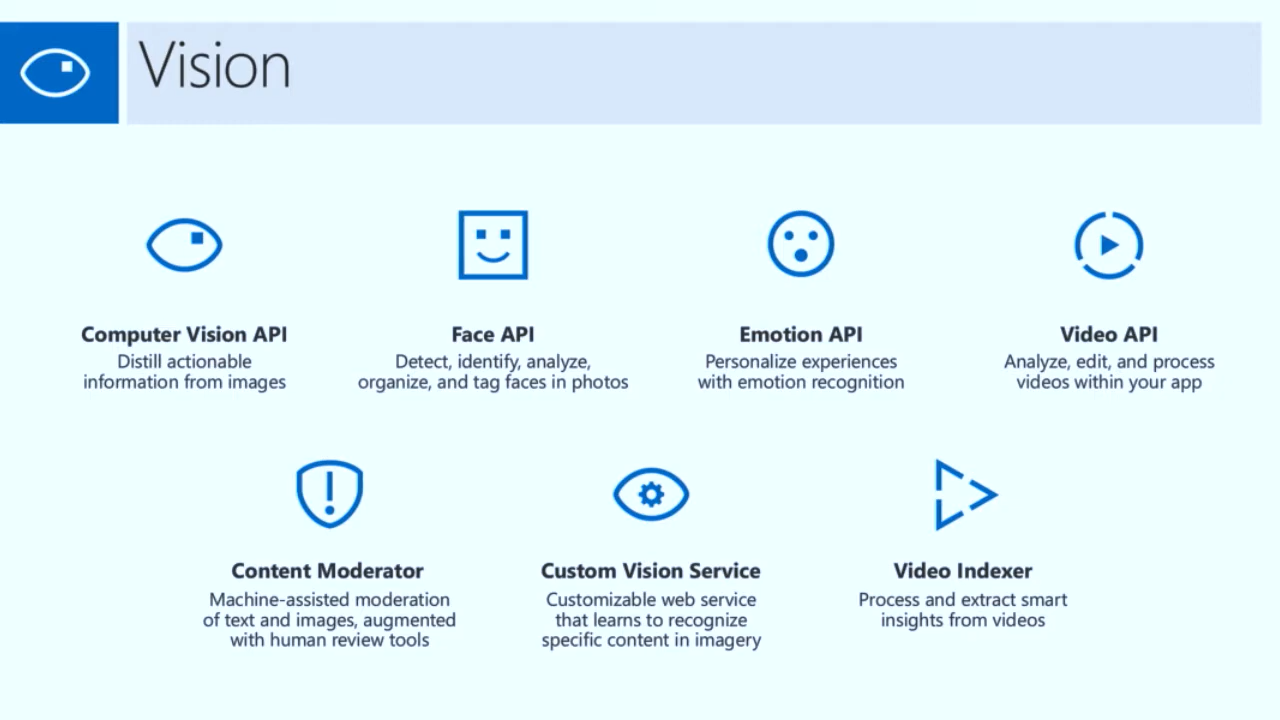 Vision
Computer Vision API
Distill actionable
information from images
Face API
Detect, identify, analyze,
organize, and tag faces in photos
Emotion API
Personalize experiences
with emotion recognition
Video API
Analyze, edit, and process
videos within your app
Content Moderator
Machine-assisted moderation
of text and images, augmented
with human review tools
Custom Vision Service
Customizable web service
that learns to recognize
specific content in imagery
Video Indexer
Process and extract smart
insights from videos